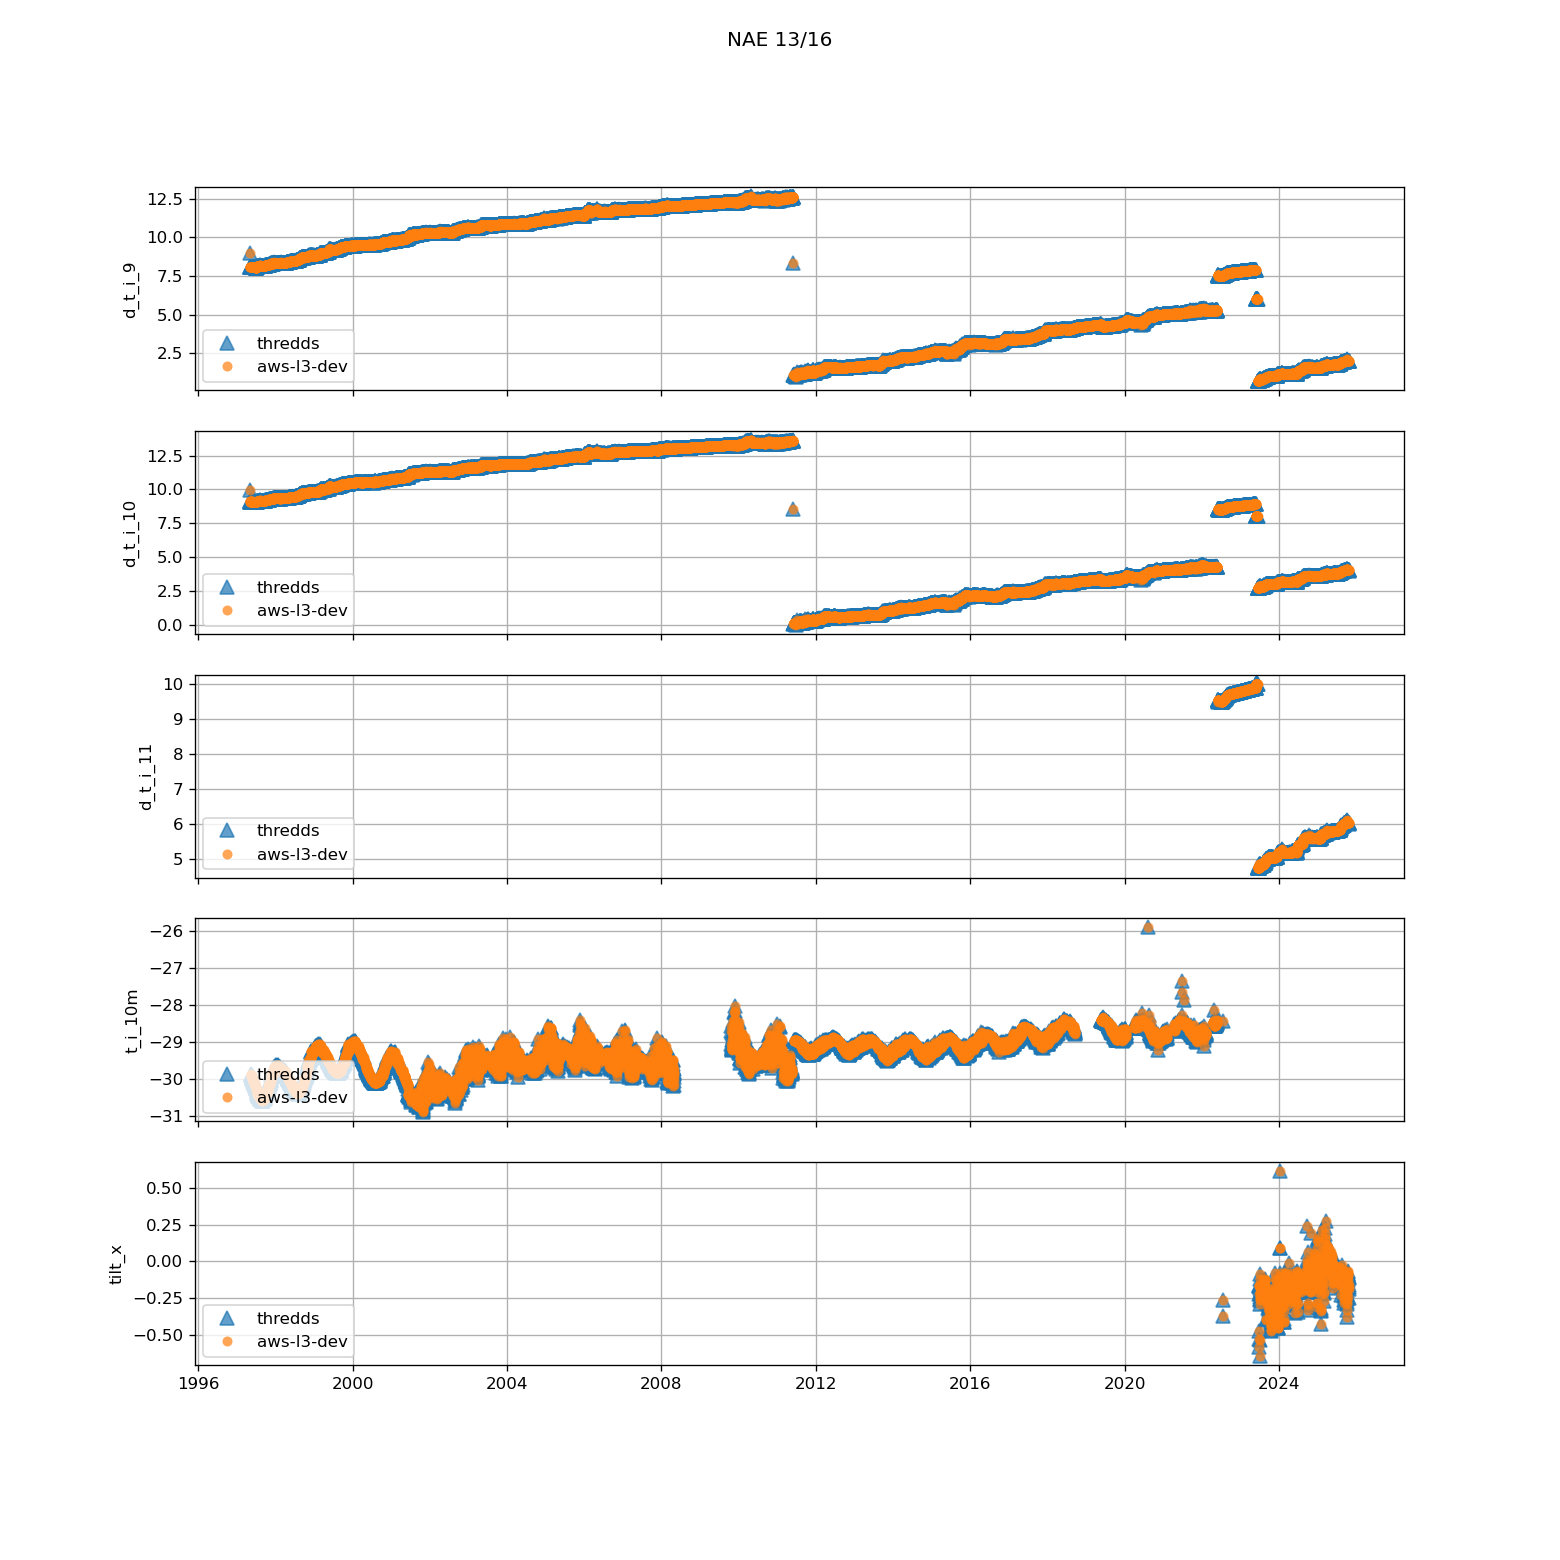 NAE 13/16
12.5
10.0
7.5
5.0
2.5
d_t_i_9
thredds
aws-l3-dev
12.5
10.0
7.5
5.0
2.5
0.0
d_t_i_10
thredds
aws-l3-dev
10
9
8
7
6
5
d_t_i_11
thredds
aws-l3-dev
−26
−27
−28
−29
−30
−31
t_i_10m
thredds
aws-l3-dev
0.50
0.25
0.00
−0.25
−0.50
tilt_x
thredds
aws-l3-dev
1996 2000 2004 2008 2012 2016 2020 2024